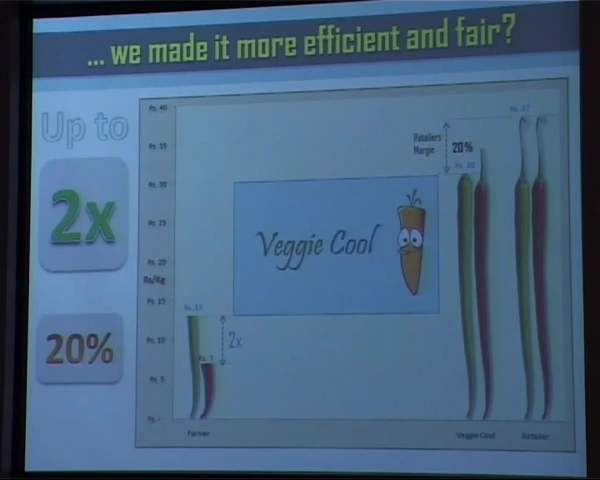 ... we made it more efficient and fair?
Up to
2x
20%
Rs. 40
Rs. 35
Rs. 30
Rs. 25
Rs. 20
Rs/Kg
Rs. 15
Rs. 10
Rs. 5
Rs. -
Rs. 13
Rs. 7
2x
Veggie Cool
Retailers
Margin
20%
Rs. 37
Farmer
Veggie Cool
Retailer